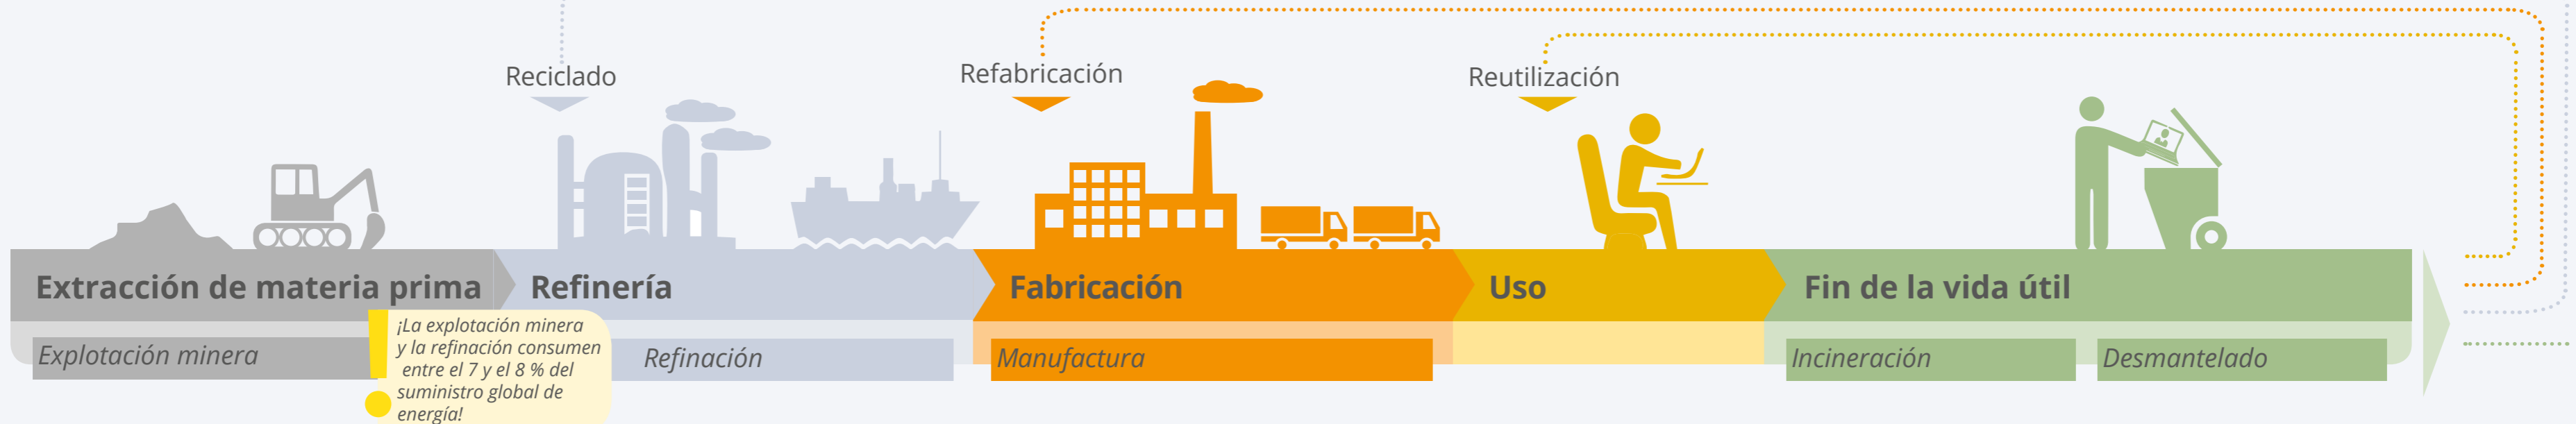 Reciclado
Refabricación
Reutilización
Extracción de materia prima
Refinería
Fabricación
Uso
Fin de la vida útil
Explotación minera
¡La explotación minera
y la refinación consumen
entre el 7 y el 8 % del
suministro global de
energía!
Refinación
Manufactura
Incineración
Desmantelado